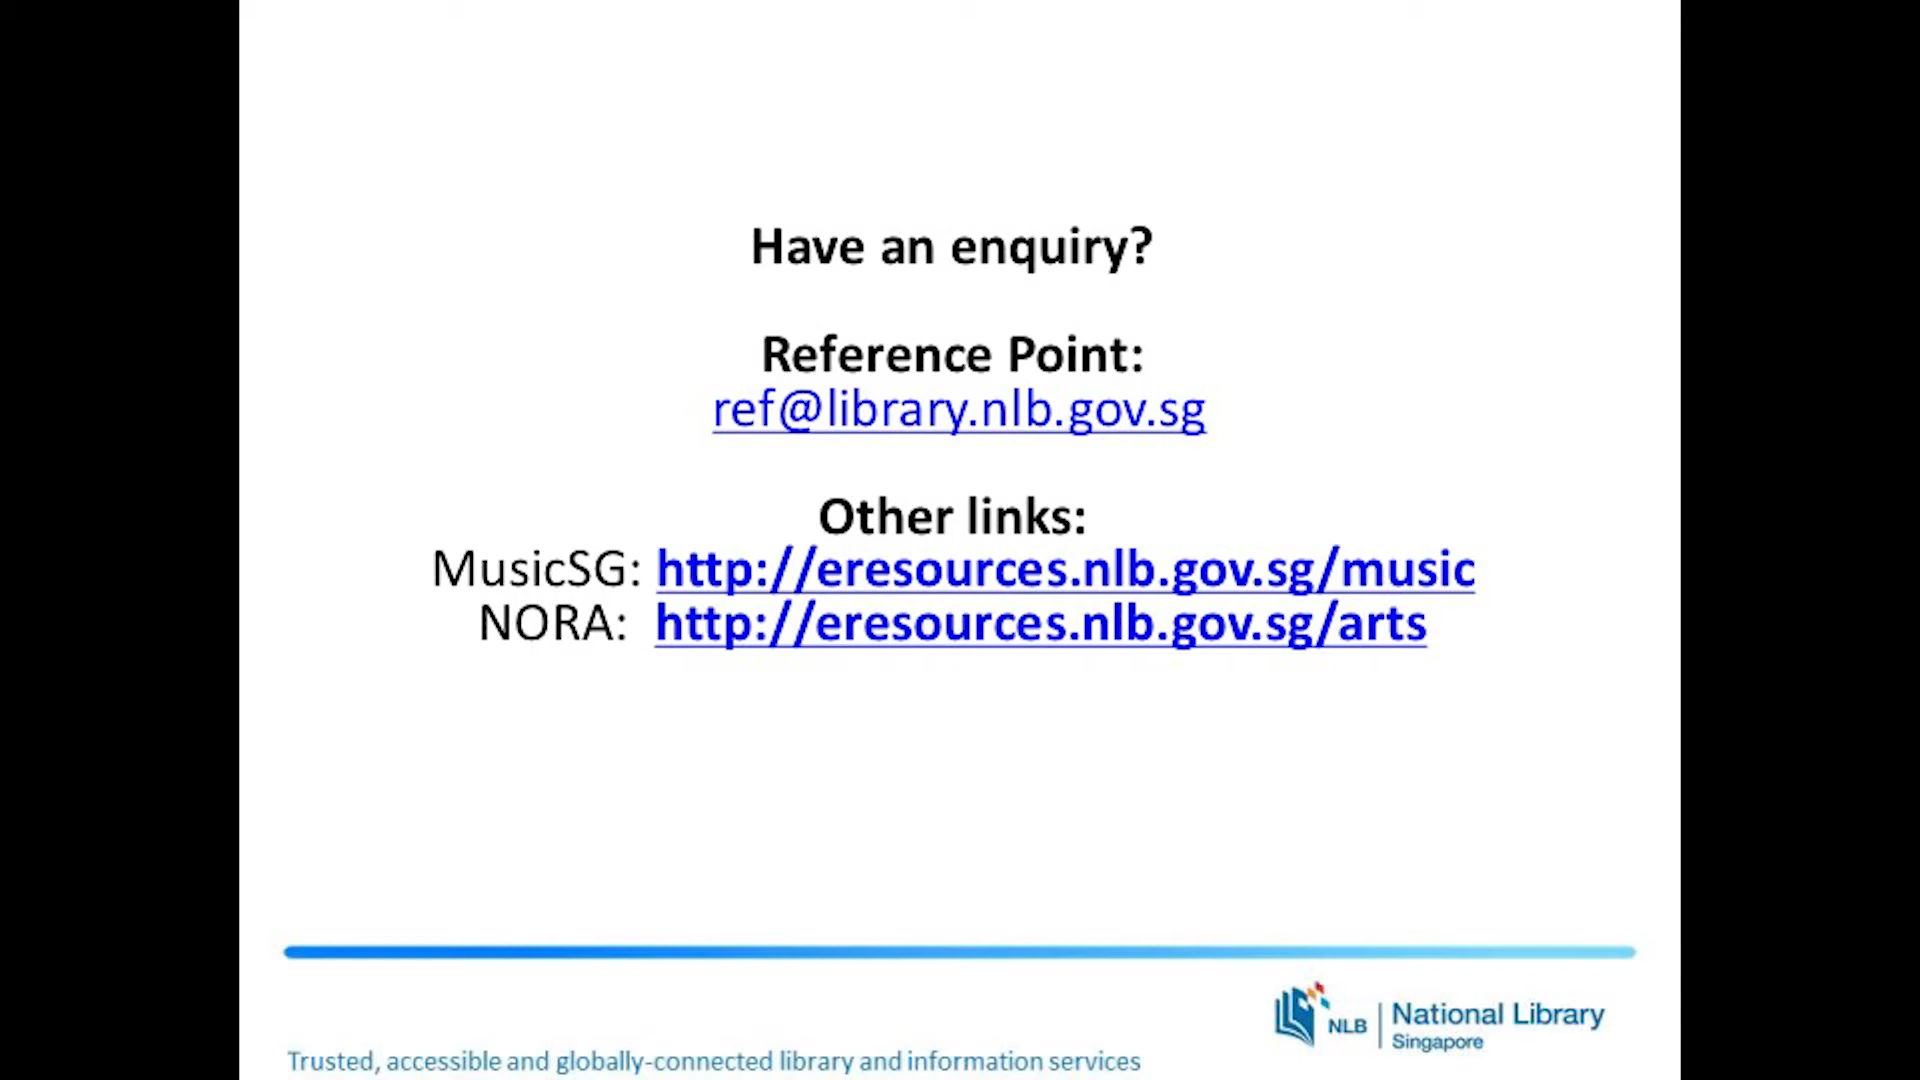 Have an enquiry?
Reference Point:
ref@library.nlb.gov.sg
Other links:
MusicSG: http://eresources.nlb.gov.sg/music
NORA: http://eresources.nlb.gov.sg/arts
NLB
National Library
Singapore
Trusted, accessible and globally-connected library and information services